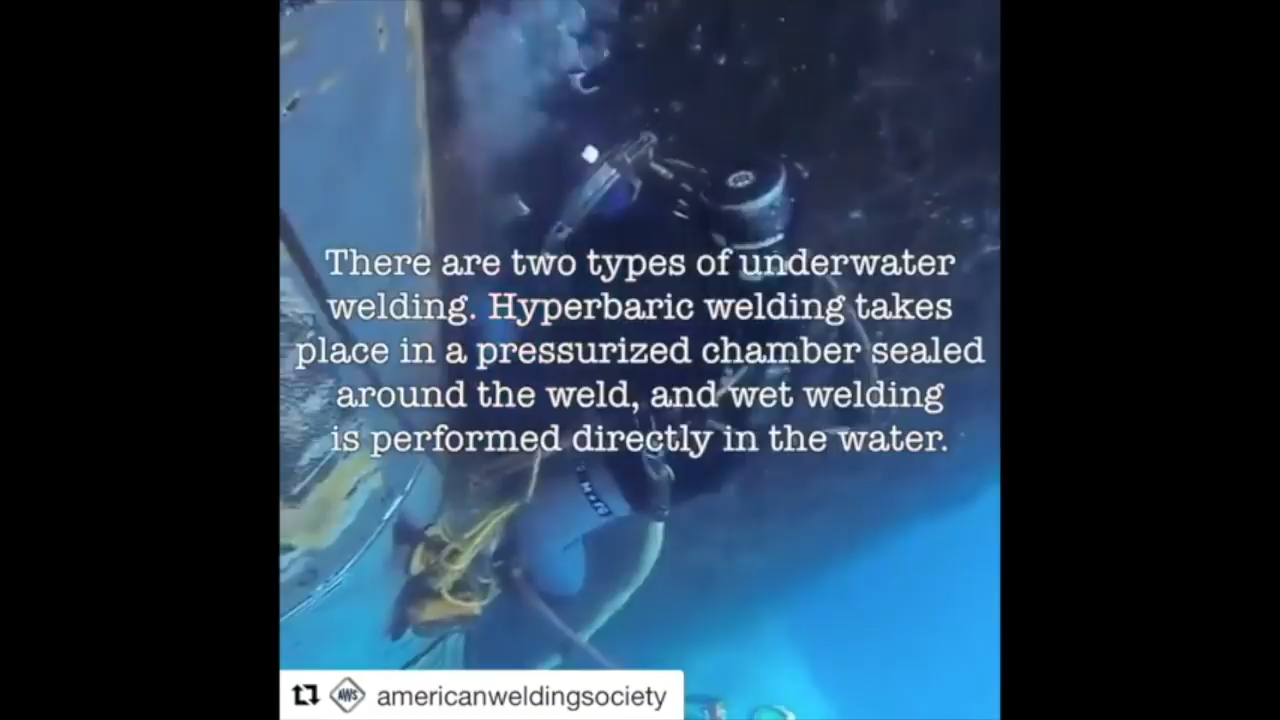 There are two types of underwater
welding. Hyperbaric welding takes
place in a pressurized chamber sealed
around the weld, and wet welding
is performed directly in the water.
AWS americanweldingsociety